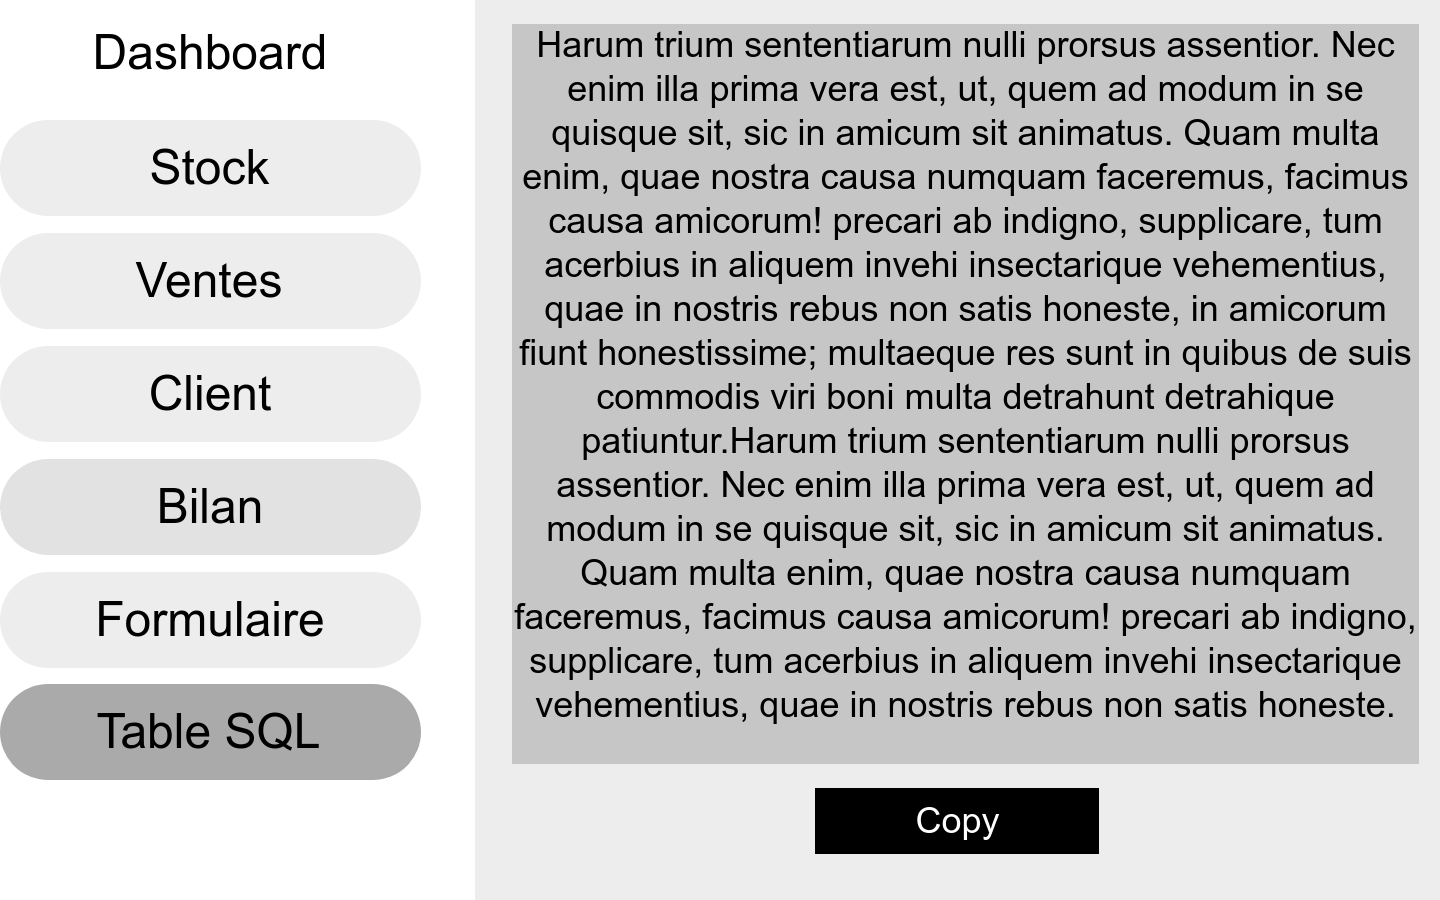 Dashboard
Stock
Ventes
Client
Bilan
Formulaire
Table SQL
Harum trium sententiarum nulli prorsus assentior. Nec
enim illa prima vera est, ut, quem ad modum in se
quisque sit, sic in amicum sit animatus. Quam multa
enim, quae nostra causa numquam faceremus, facimus
causa amicorum! precari ab indigno, supplicare, tum
acerbius in aliquem invehi insectarique vehementius,
quae in nostris rebus non satis honeste, in amicorum
fiunt honestissime; multaeque res sunt in quibus de suis
commodis viri boni multa detrahunt detrahique
patiuntur.Harum trium sententiarum nulli prorsus
assentior. Nec enim illa prima vera est, ut, quem ad
modum in se quisque sit, sic in amicum sit animatus.
Quam multa enim, quae nostra causa numquam
faceremus, facimus causa amicorum! precari ab indigno,
supplicare, tum acerbius in aliquem invehi insectarique
vehementius, quae in nostris rebus non satis honeste.
Copy